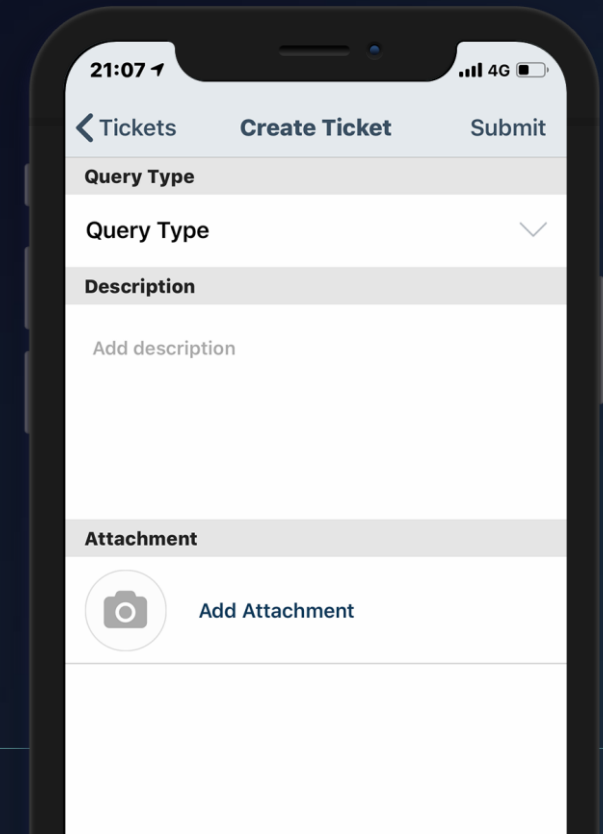 21:07 4G
Tickets Create Ticket Submit
Query Type
Query Type
Description
Add description
Attachment
Add Attachment